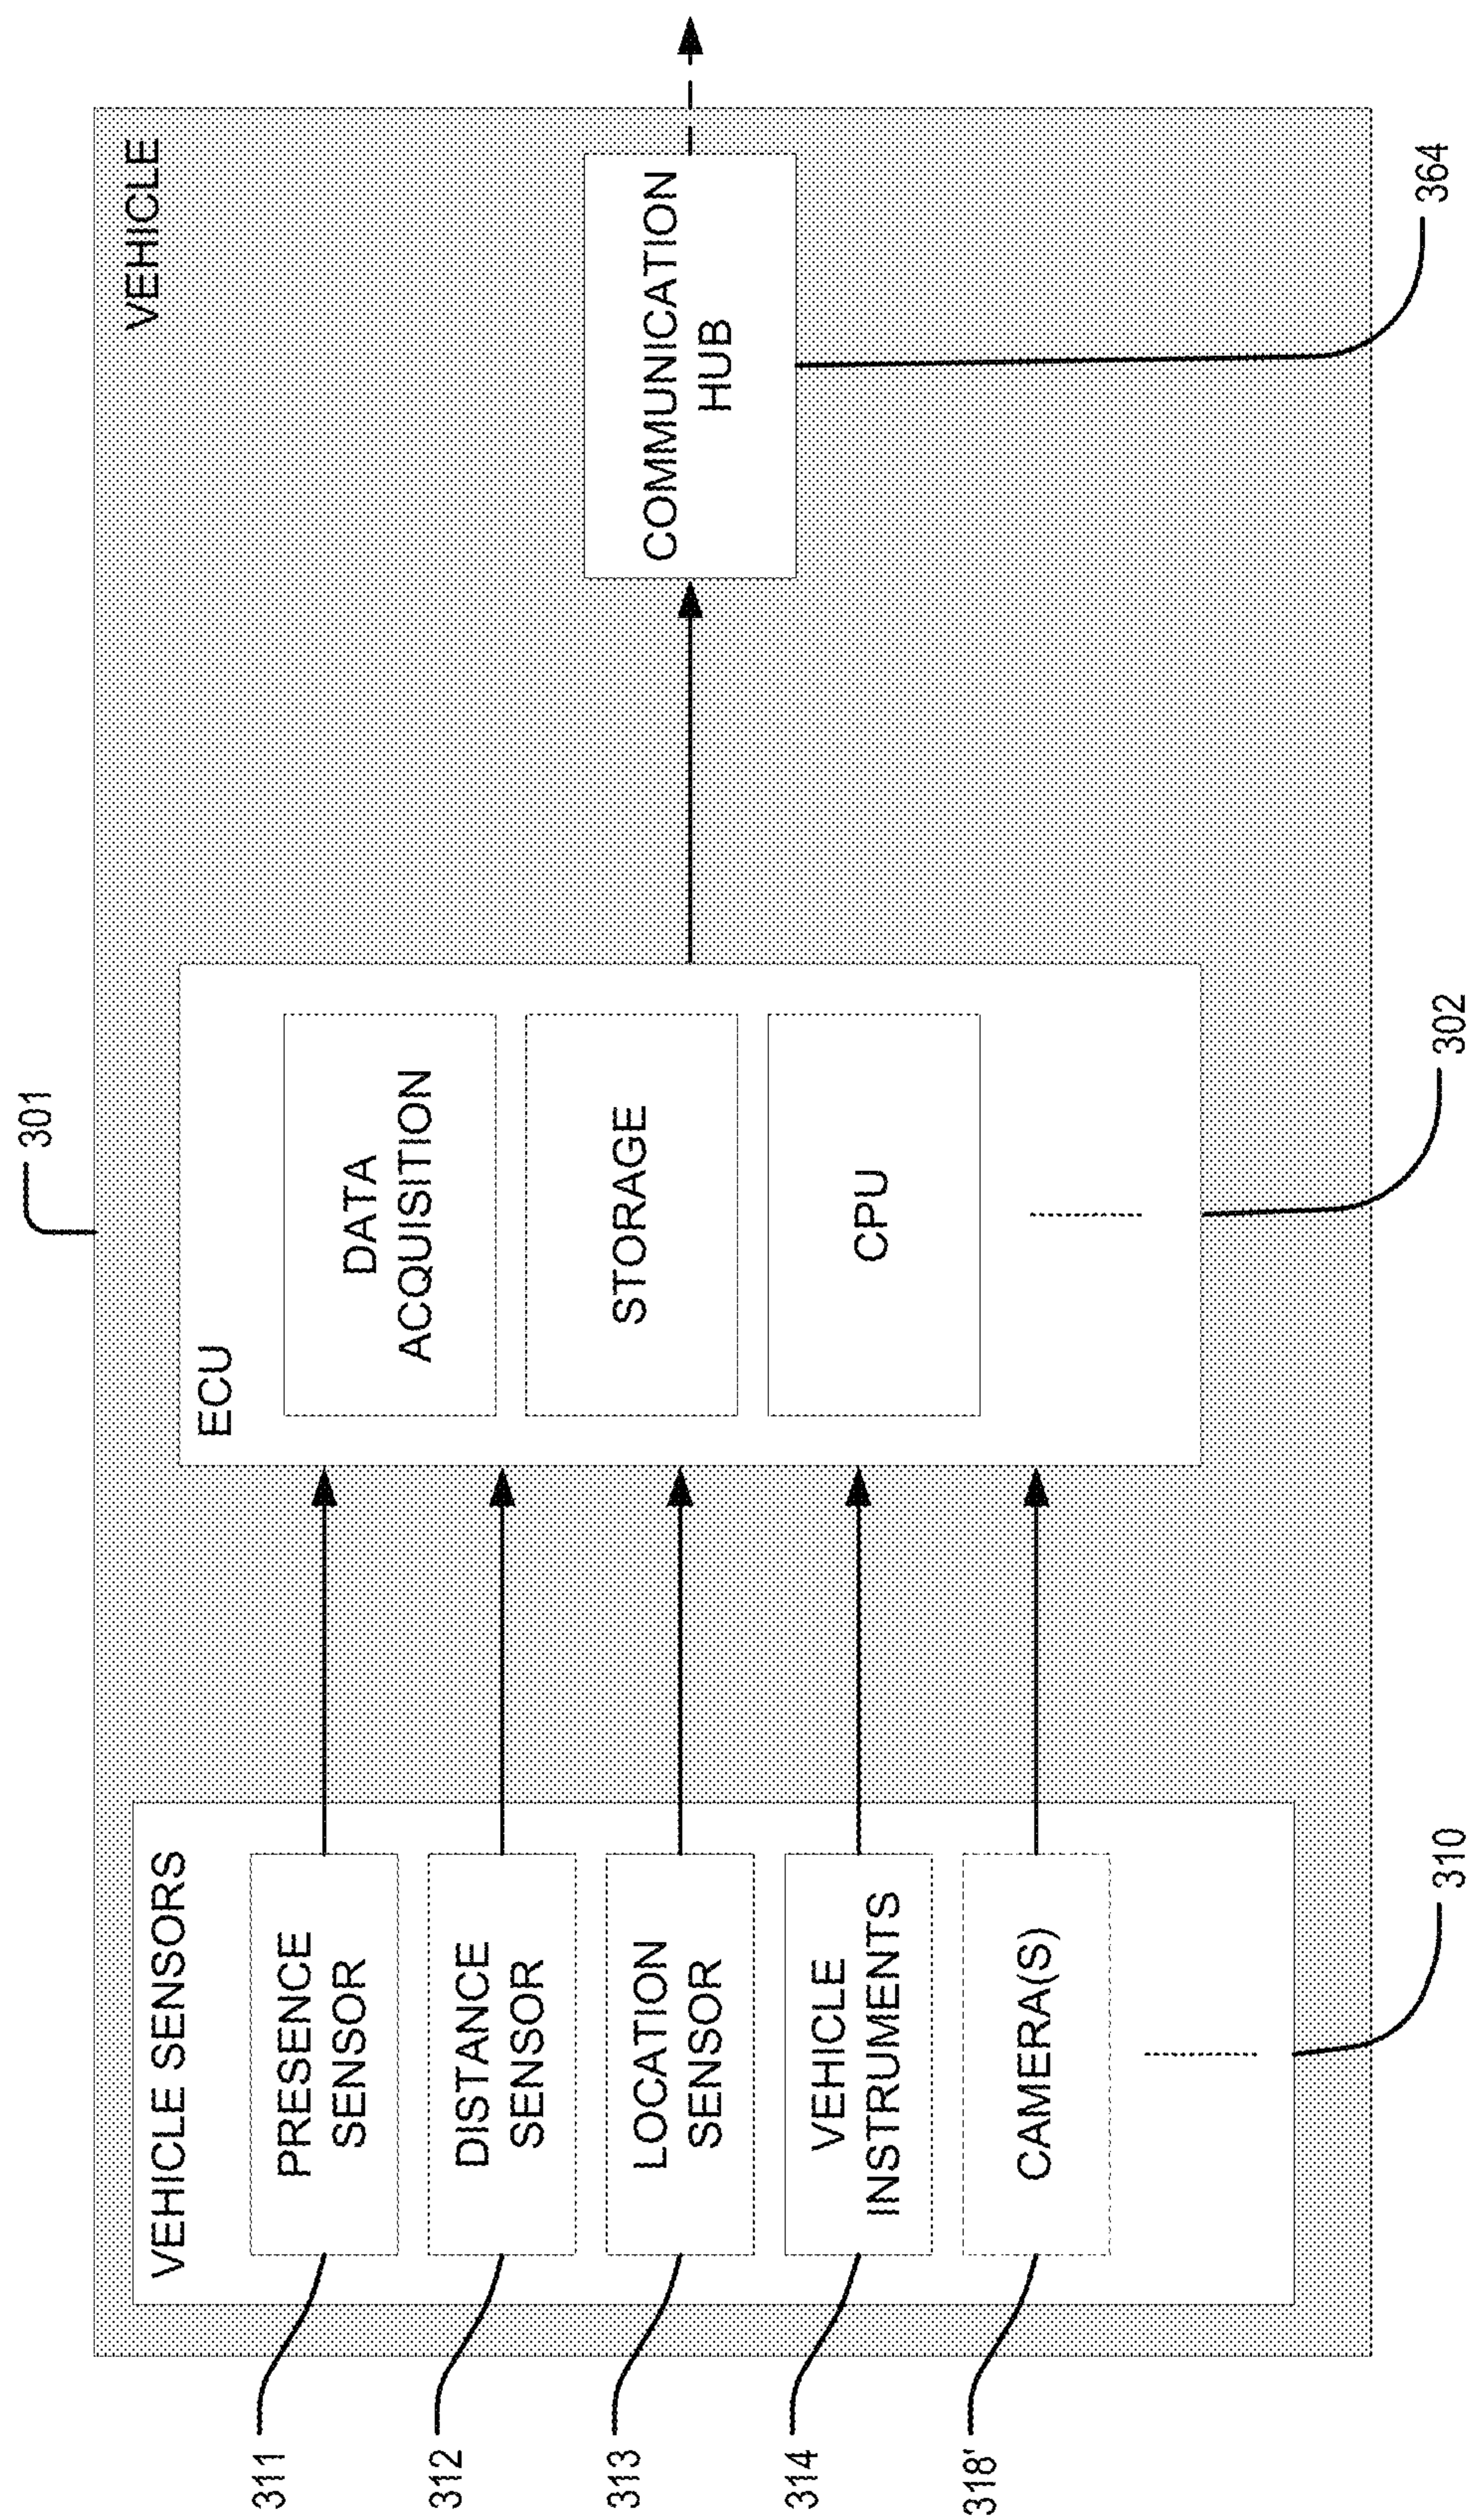 301
VEHICLE
VEHICLE SENSORS
PRESENCE
SENSOR
DISTANCE
SENSOR
LOCATION
SENSOR
VEHICLE
INSTRUMENTS
CAMERA(S)
ECU
DATA
ACQUISITION
STORAGE
CPU
COMMUNICATION
HUB
311
312
313
314
318'
310
302
364